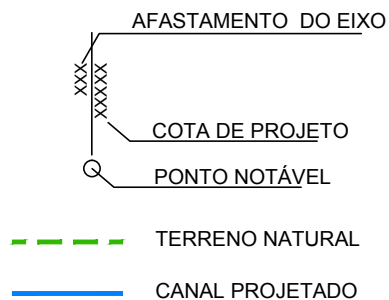 AFASTAMENTO DO EIXO
XXX
XXXXX
COTA DE PROJETO
PONTO NOTÁVEL
TERRENO NATURAL
CANAL PROJETADO